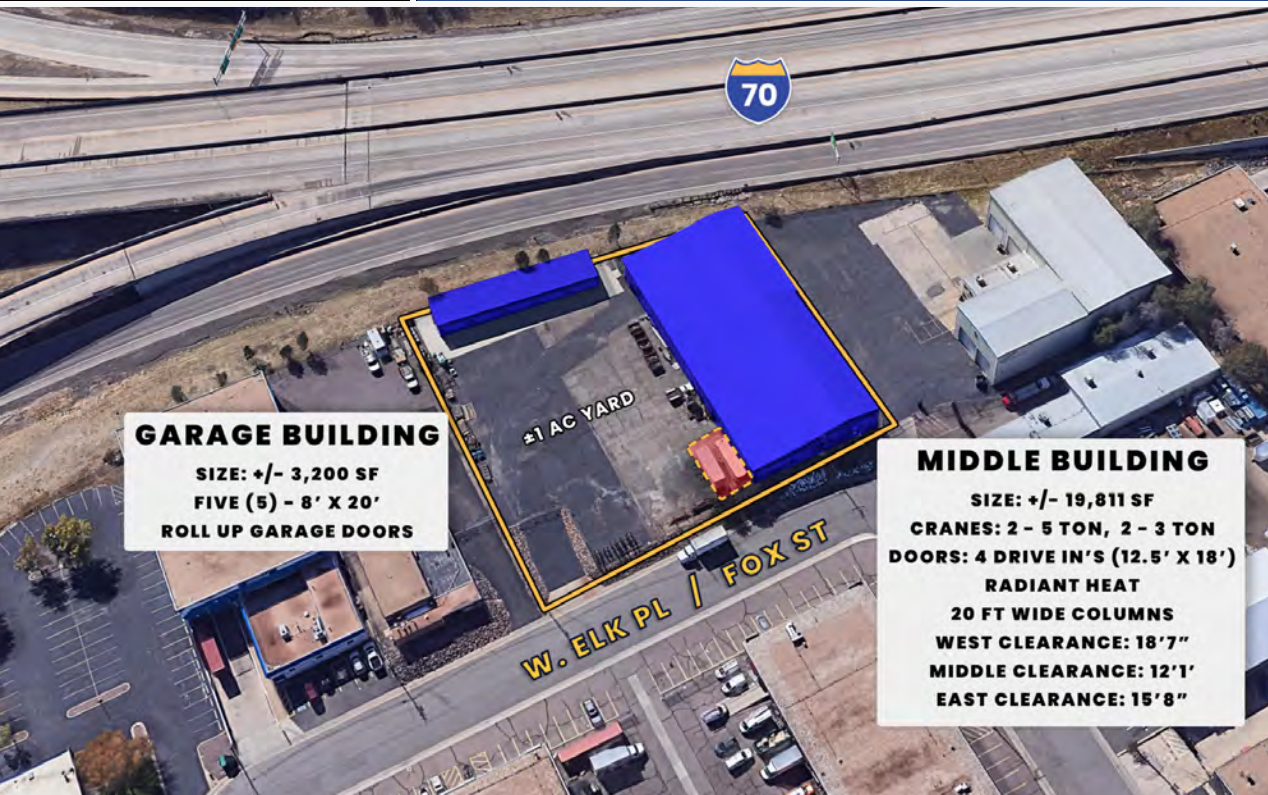 70
±1 AC YARD
GARAGE BUILDING
SIZE: +/- 3,200 SF
FIVE (5) - 8' X 20'
ROLL UP GARAGE DOORS
MIDDLE BUILDING
SIZE: +/- 19,811 SF
CRANES: 2 - 5 TON, 2 - 3 TON
DOORS: 4 DRIVE IN'S (12.5' X 18')
RADIANT HEAT
20 FT WIDE COLUMNS
WEST CLEARANCE: 18'7"
MIDDLE CLEARANCE: 12'1'
EAST CLEARANCE: 15'8"
W. ELK PL / FOX ST